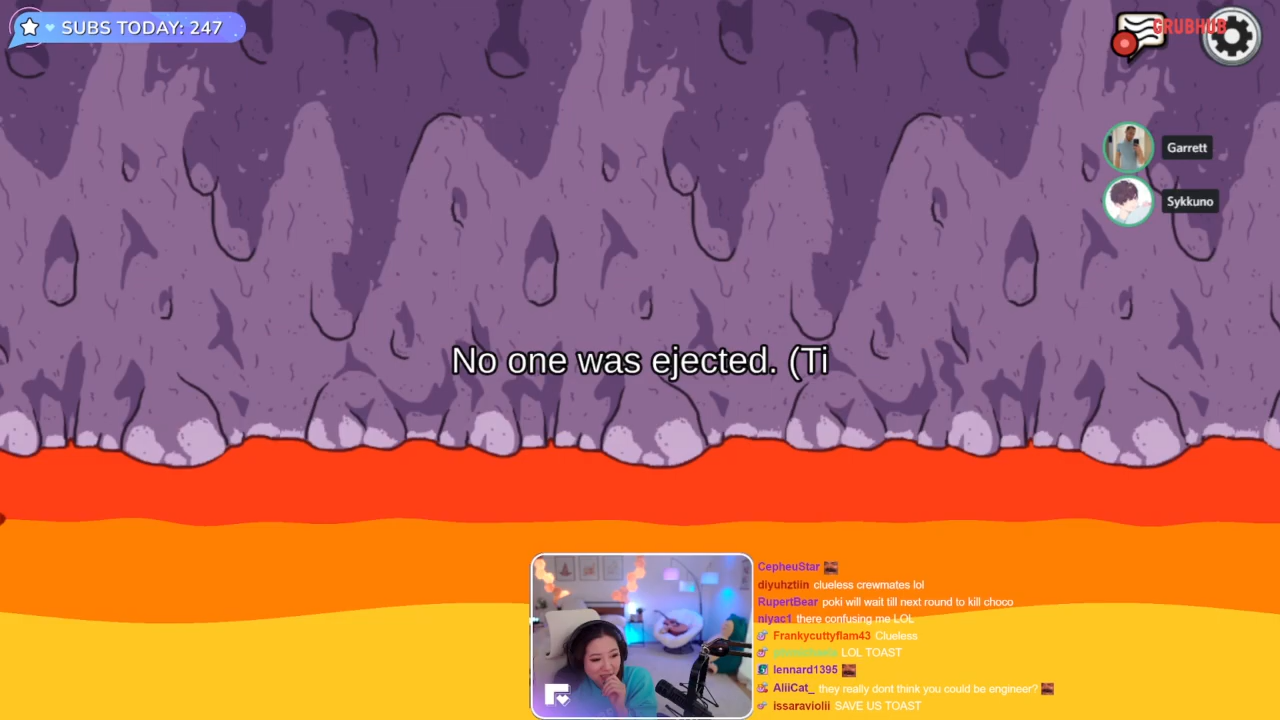 SUBS TODAY: 247
GRUBHUB
Garrett
Sykkuno
No one was ejected. (Ti
CepheuStar
diyuhztiin clueless crewmates lol
RupertBear poki will wait till next round to kill choco
niyac1 there confusing me LOL
Frankycuttyflam43 Clueless
LOL TOAST
lennard1395
AliiCat_ they really dont think you could be engineer?
issaraviolii SAVE US TOAST